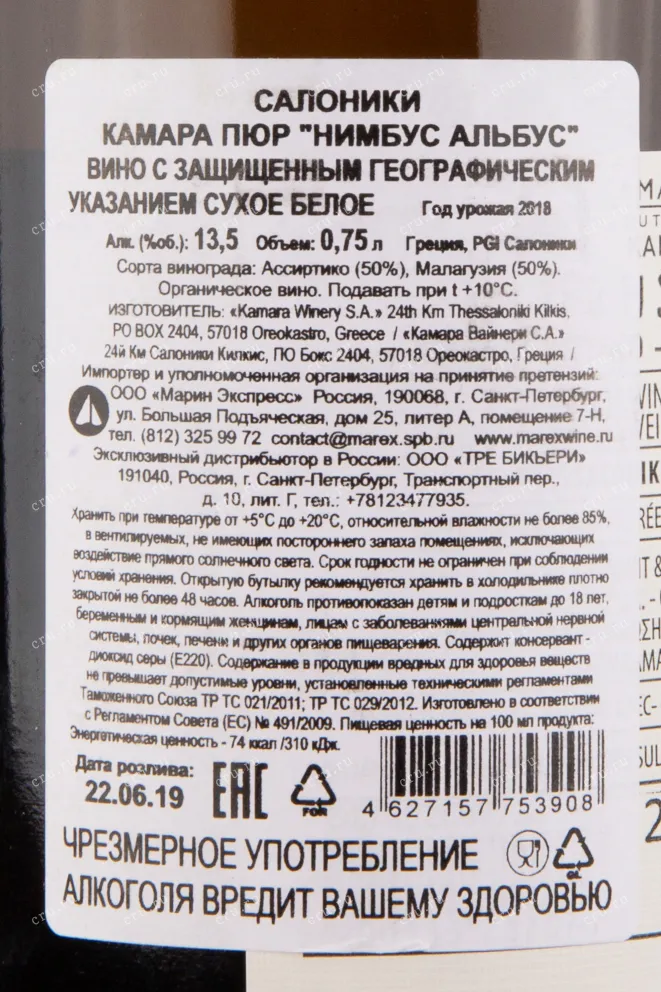 САЛОНИКИ
КАМАРА ПЮР "НИМБУС АЛЬБУС"
ВИНО С ЗАЩИЩЕННЫМ ГЕОГРАФИЧЕСКИМ
УКАЗАНИЕМ СУХОЕ БЕЛОЕ Год урожая 2018
Алк. (%об.): 13,5 Объем: 0,75 л Греция, PGI Салоники
Сорта винограда: Ассиртико (50%), Малагузия (50%).
Органическое вино. Подавать при t +10°C.
ИЗГОТОВИТЕЛЬ: «Kamara Winery S.A.» 24th Km Thessaloniki Kilkis,
PO BOX 2404, 57018 Oreokastro, Greece / «Камара Вайнери С.А.»
24й Км Салоники Килкис, ПО Бокс 2404, 57018 Ореокастро, Греция /
Импортер и уполномоченная организация на принятие претензий:
ООО «Марин Экспресс» Россия, 190068, г. Санкт-Петербург,
ул. Большая Подъяческая, дом 25, литер А, помещение 7-Н,
тел. (812) 325 99 72 contact@marex.spb.ru www.marexwine.ru
Эксклюзивный дистрибьютор в России: ООО «ТРЕ БИКЬЕРИ»
191040, Россия, г. Санкт-Петербург, Транспортный пер.,
д. 10, лит. Г, тел.: +78123477935.
Хранить при температуре от +5°C до +20°C, относительной влажности не более 85%,
в вентилируемых, не имеющих постороннего запаха помещениях, исключающих
воздействие прямого солнечного света. Срок годности не ограничен при соблюдении
условий хранения. Открытую бутылку рекомендуется хранить в холодильнике плотно
закрытой не более 48 часов. Алкоголь противопоказан детям и подросткам до 18 лет,
беременным и кормящим женщинам, лицам с заболеваниями центральной нервной
системы, почек, печени и других органов пищеварения. Содержит консервант -
диоксид серы (E220). Содержание в продукции вредных для здоровья веществ
не превышает допустимые уровни, установленные техническими регламентами
Таможенного Союза ТР ТС 021/2011; ТР ТС 029/2012. Изготовлено в соответствии
с Регламентом Совета (ЕС) № 491/2009. Пищевая ценность на 100 мл продукта:
Энергетическая ценность - 74 ккал /310 кДж.
Дата розлива:
22.06.19
EAC
FOR
4 627157 753908
GL
ЧРЕЗМЕРНОЕ УПОТРЕБЛЕНИЕ
АЛКОГОЛЯ ВРЕДИТ ВАШЕМУ ЗДОРОВЬЮ